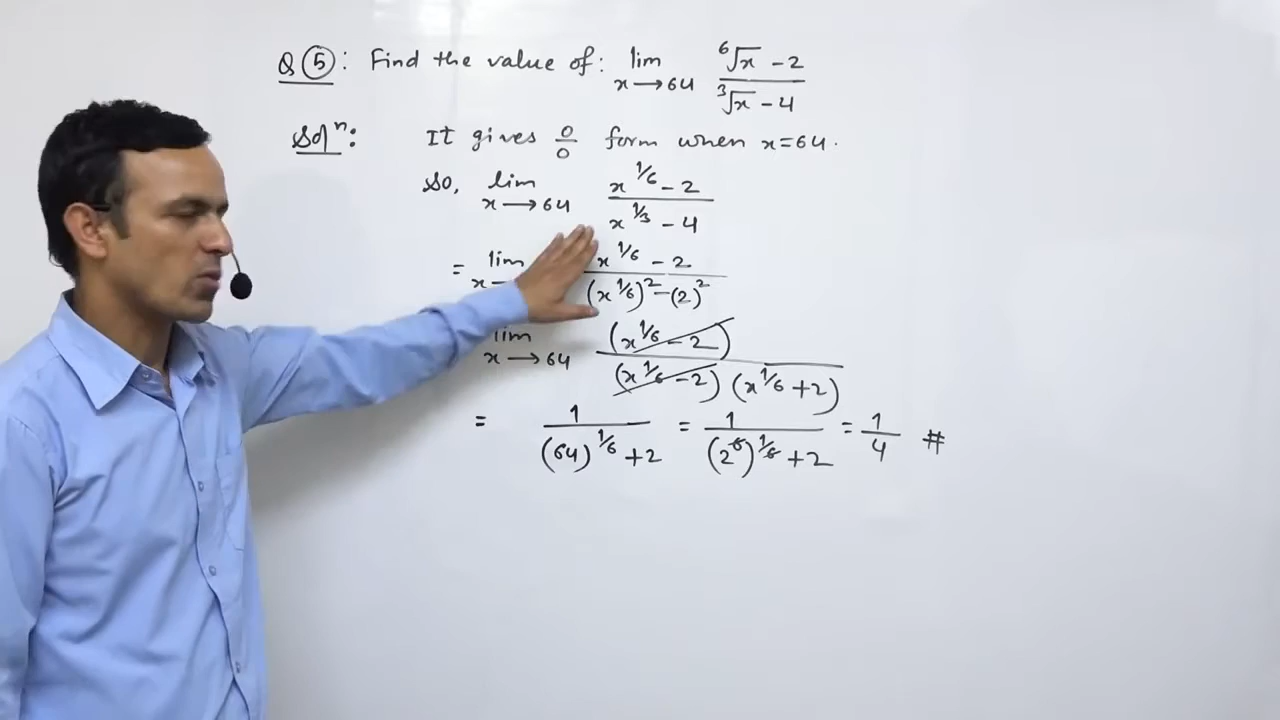 Q ⑤: Find the value of: lim x→64 (⁶√x - 2)/(³√x - 4)
Solⁿ: It gives 0/0 form when x=64.
So, lim x→64 (x^1/6 - 2)/(x^1/3 - 4)
= lim x→ (x^1/6 - 2)/((x^1/6)² - (2)²)
lim x→64 (x^1/6 - 2)/((x^1/6 - 2)(x^1/6 + 2))
= 1/((64)^1/6 + 2) = 1/((2^6)^1/6 + 2) = 1/4 #